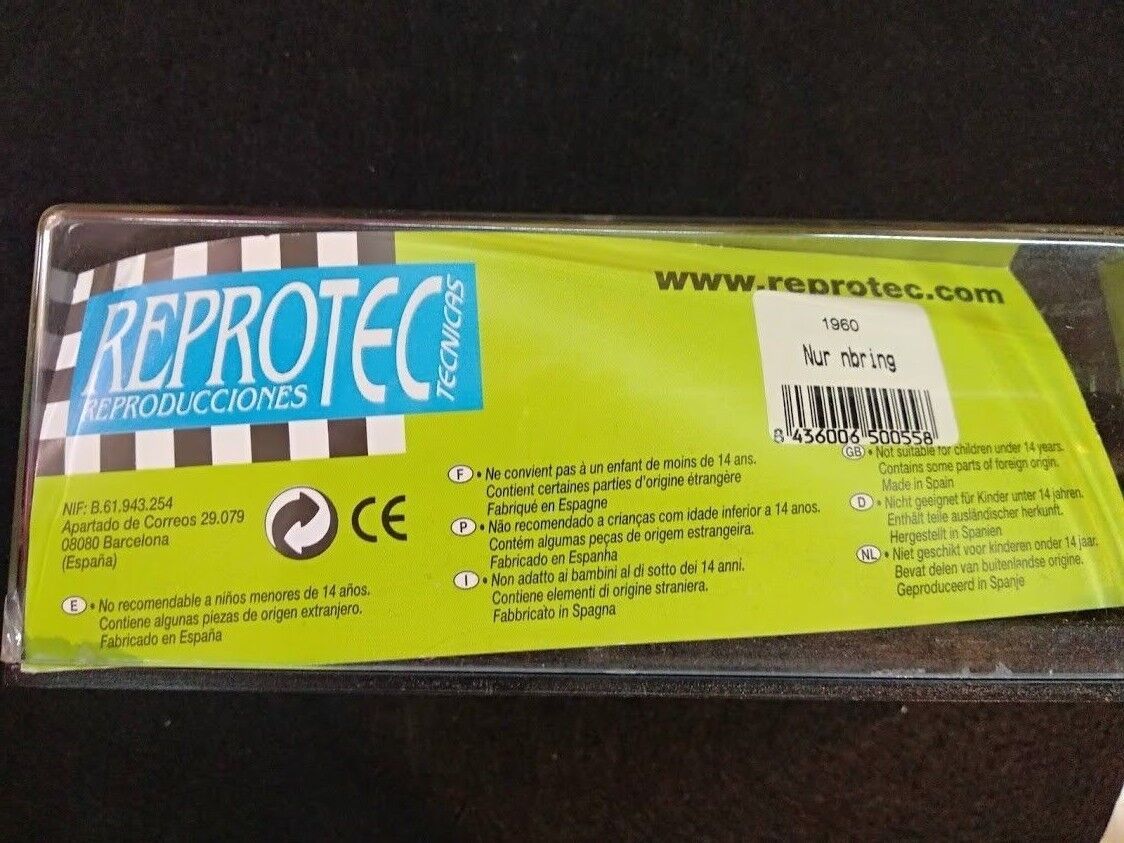 REPROTEC
REPRODUCCIONES
TECNICAS
www.reprotec.com
1960
Nur nbring
8 436006 500558
NIF: B.61.943.254
Apartado de Correos 29.079
08080 Barcelona
(España)
CE
E • No recomendable a niños menores de 14 años.
Contiene algunas piezas de origen extranjero.
Fabricado en España
F • Ne convient pas à un enfant de moins de 14 ans.
Contient certaines parties d'origine étrangère
Fabriqué en Espagne
P • Não recomendado a crianças com idade inferior a 14 anos.
Contém algumas peças de origem estrangeira.
Fabricado en Espanha
I • Non adatto ai bambini al di sotto dei 14 anni.
Contiene elementi di origine straniera.
Fabbricato in Spagna
GB • Not suitable for children under 14 years.
Contains some parts of foreign origin.
Made in Spain
D • Nicht geeignet für Kinder unter 14 jahren.
Enthält teile ausländischer herkunft.
Hergestellt in Spanien
NL • Niet geschikt voor kinderen onder 14 jaar.
Bevat delen van buitenlandse origine.
Geproduceerd in Spanje